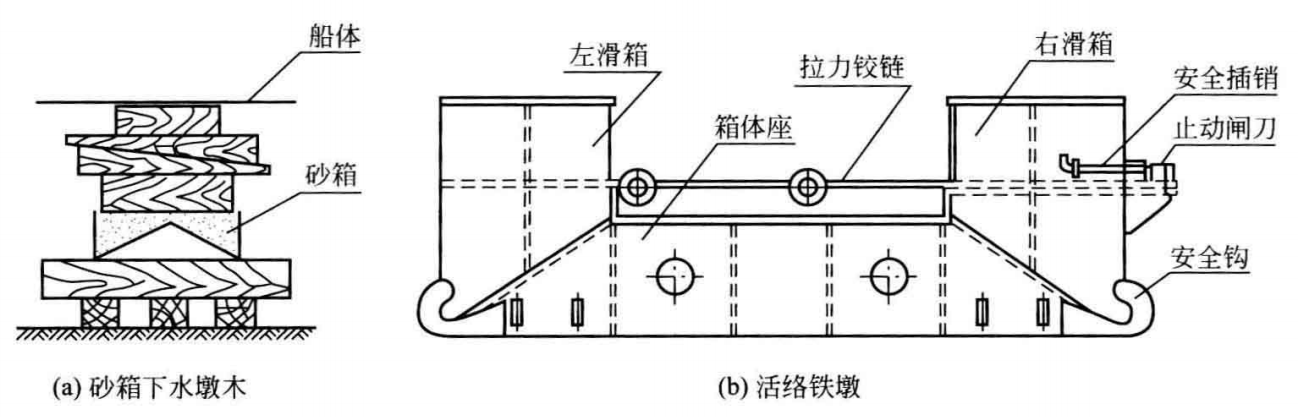 船体
砂箱
左滑箱
箱体座
拉力铰链
右滑箱
安全插销
止动闸刀
安全钩
(a) 砂箱下水墩木
(b) 活络铁墩